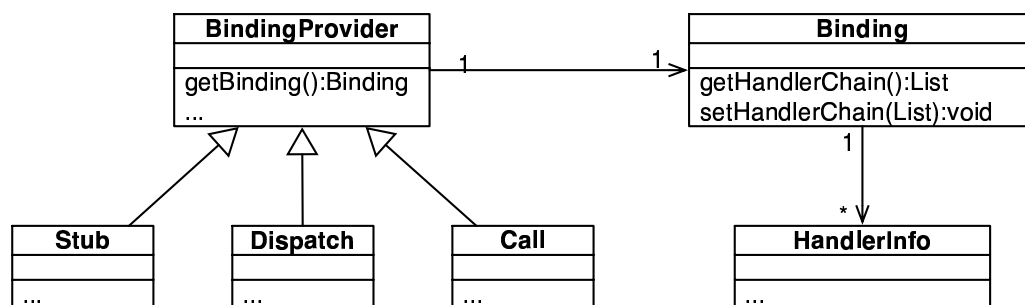 BindingProvider
getBinding():Binding
...
1
1
Binding
getHandlerChain():List
setHandlerChain(List):void
1
*
Stub
...
Dispatch
...
Call
...
HandlerInfo
...